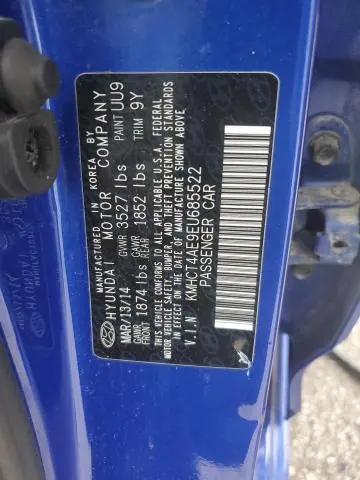 MANUFACTURED IN KOREA BY
HYUNDAI MOTOR COMPANY
MAR/13/14 GVWR 3527 lbs PAINT UU9
GAWR FRONT 1874 lbs GAWR REAR 1852 lbs TRIM 9Y
THIS VEHICLE CONFORMS TO ALL APPLICABLE U.S.A. FEDERAL
MOTOR VEHICLE SAFETY, BUMPER, AND THEFT PREVENTION STANDARDS
IN EFFECT ON THE DATE OF MANUFACTURE SHOWN ABOVE.
V.I.N KMHCT4AE9EU685522
PASSENGER CAR